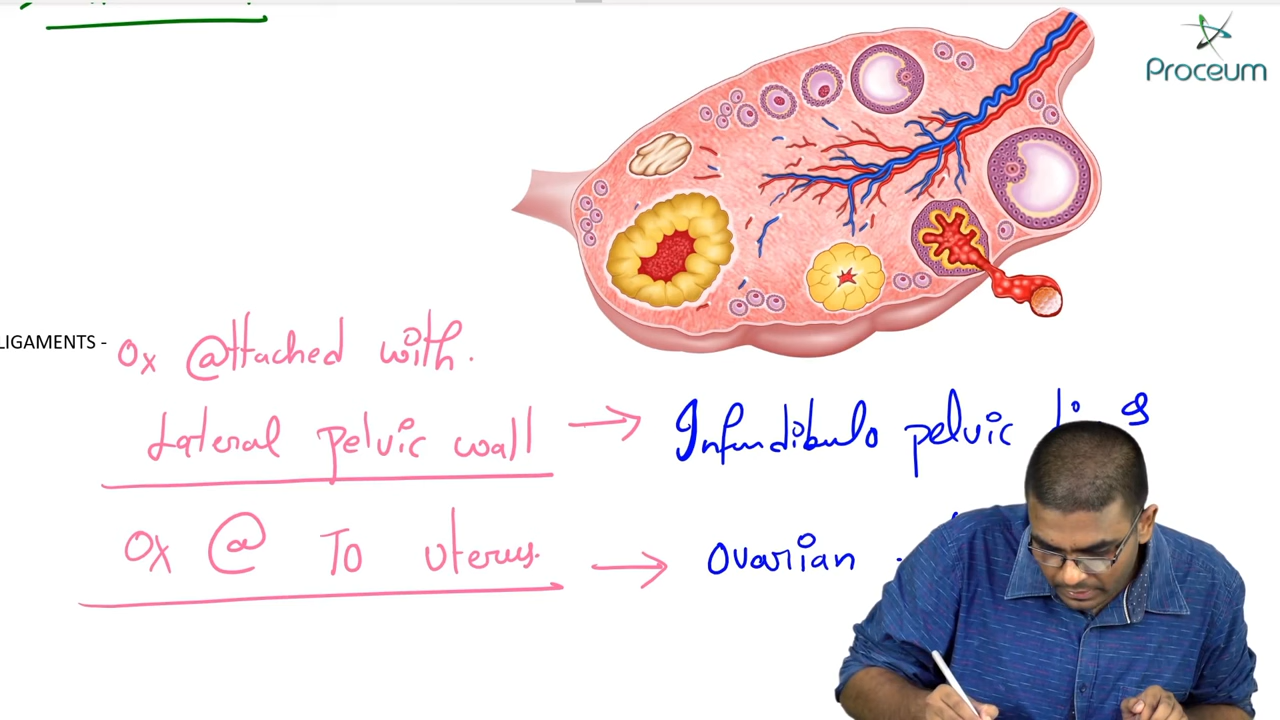 Proceum
LIGAMENTS - Ox @ttached with.
Lateral pelvic wall → Infundibulo pelvic
Ox @ To uterus. → Ovarian